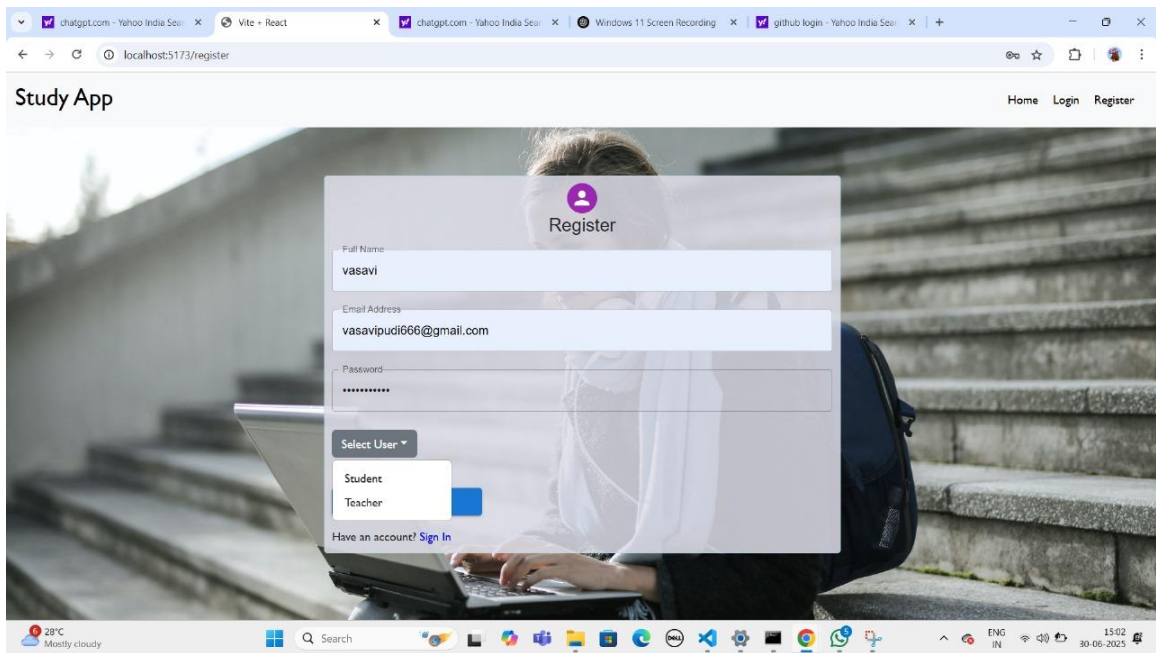 chatgpt.com - Yahoo India Sear
Vite + React
chatgpt.com - Yahoo India Sear
Windows 11 Screen Recording
github login - Yahoo India Sear
localhost:5173/register
Study App
Home Login Register
Register
Full Name
vasavi
Email Address
vasavipudi666@gmail.com
Password
•••••••••••
Select User
Student
Teacher
Have an account? Sign In
6
28°C
Mostly cloudy
Search
DELL
5
ENG
IN
15:02
30-06-2025